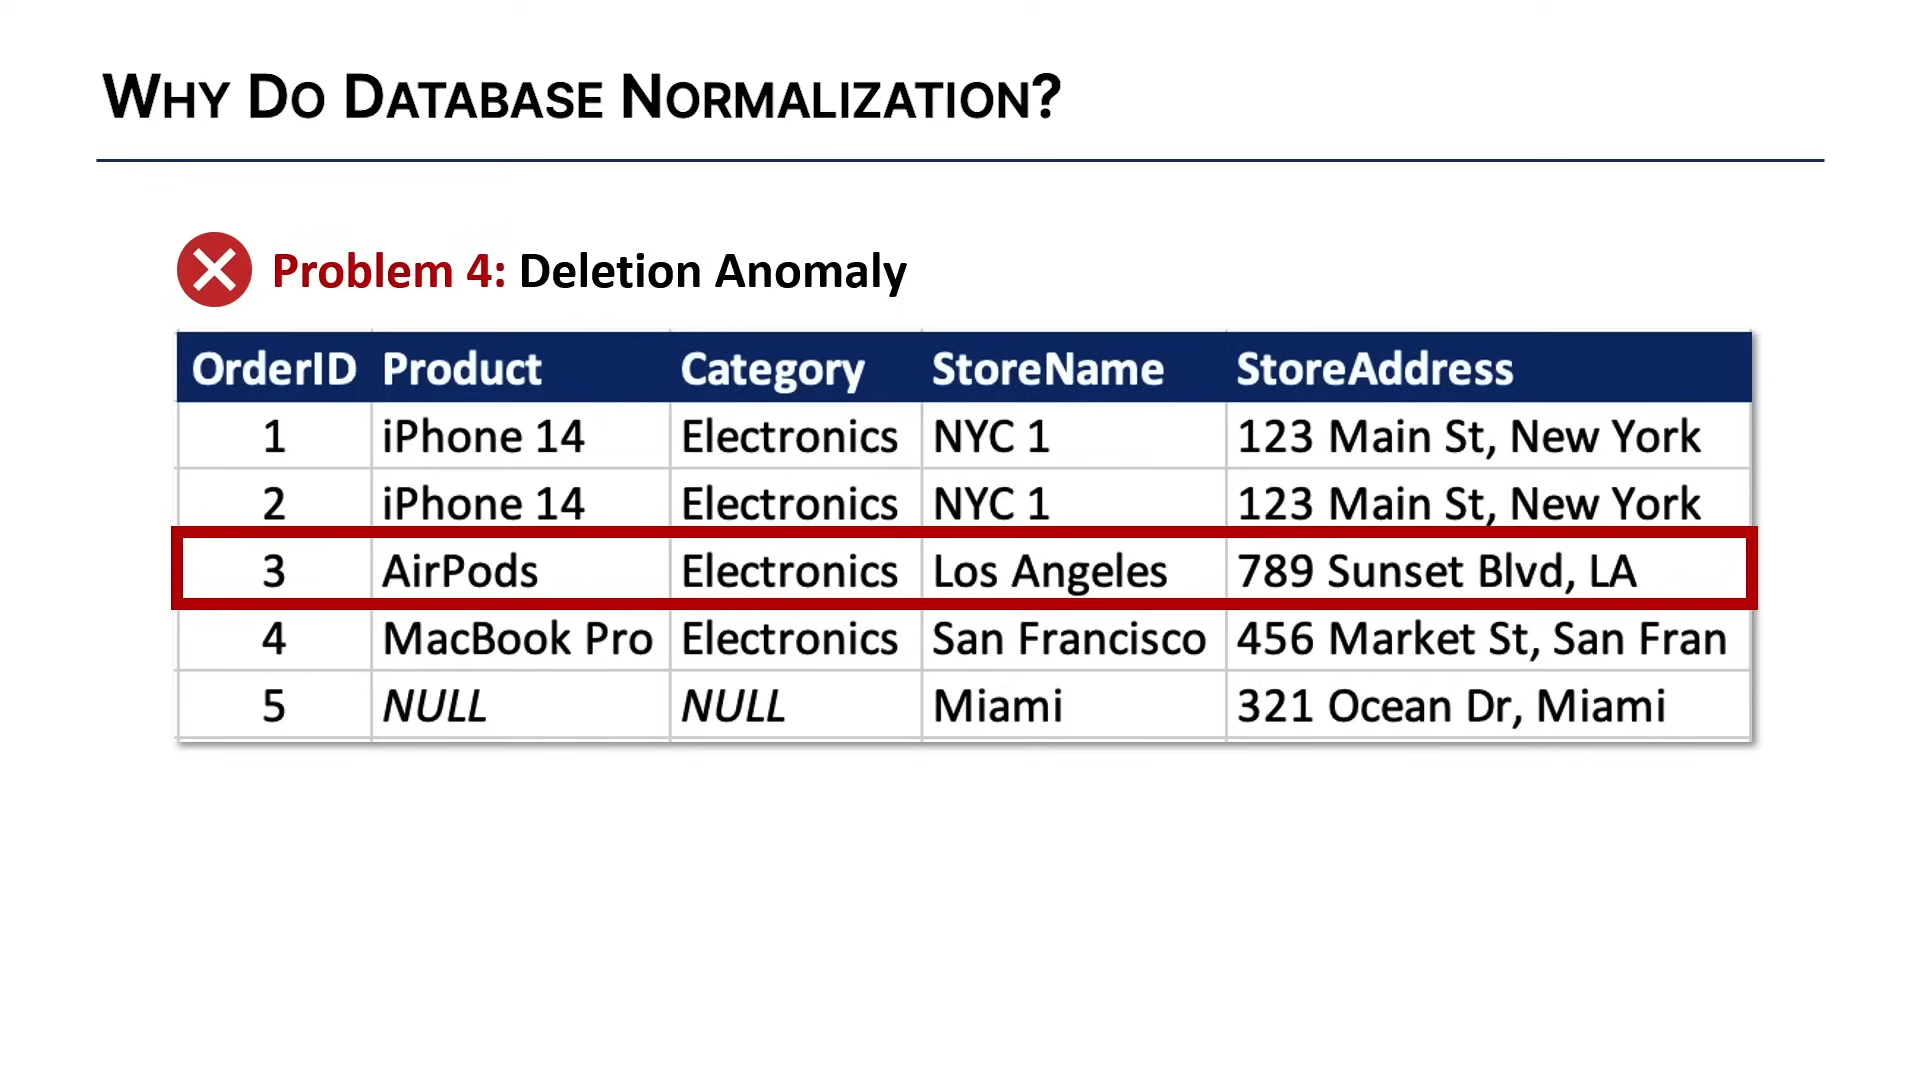 WHY DO DATABASE NORMALIZATION?
Problem 4: Deletion Anomaly
OrderID Product Category StoreName StoreAddress
1 iPhone 14 Electronics NYC 1 123 Main St, New York
2 iPhone 14 Electronics NYC 1 123 Main St, New York
3 AirPods Electronics Los Angeles 789 Sunset Blvd, LA
4 MacBook Pro Electronics San Francisco 456 Market St, San Fran
5 NULL NULL Miami 321 Ocean Dr, Miami